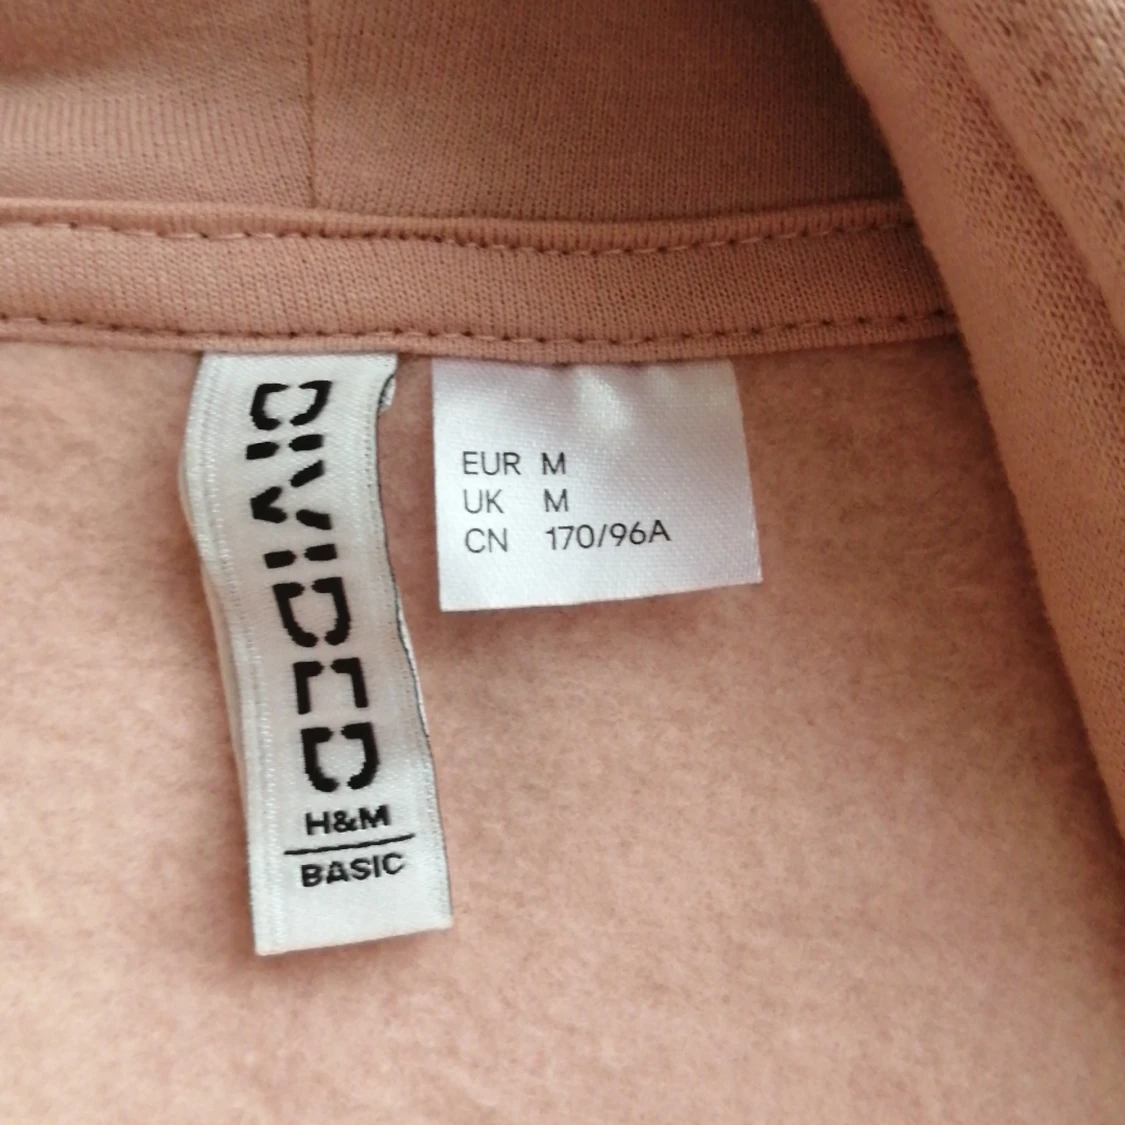 DIVIDED
H&M
BASIC
EUR M
UK M
CN 170/96A